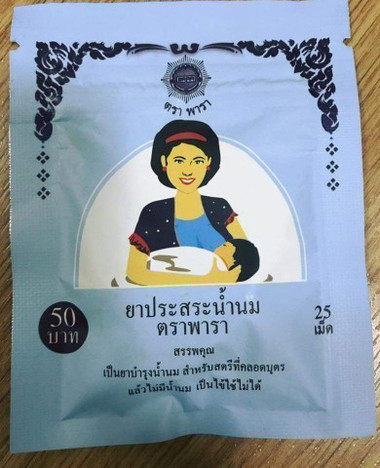 ตรา พารา
ยาประสระน้ำนม
ตราพารา
50
บาท
25
เม็ด
สรรพคุณ
เป็นยาบำรุงน้ำนม สำหรับสตรีที่คลอดบุตร
แล้วไม่มีน้ำนม เป็นไข้ใช้ไม่ได้